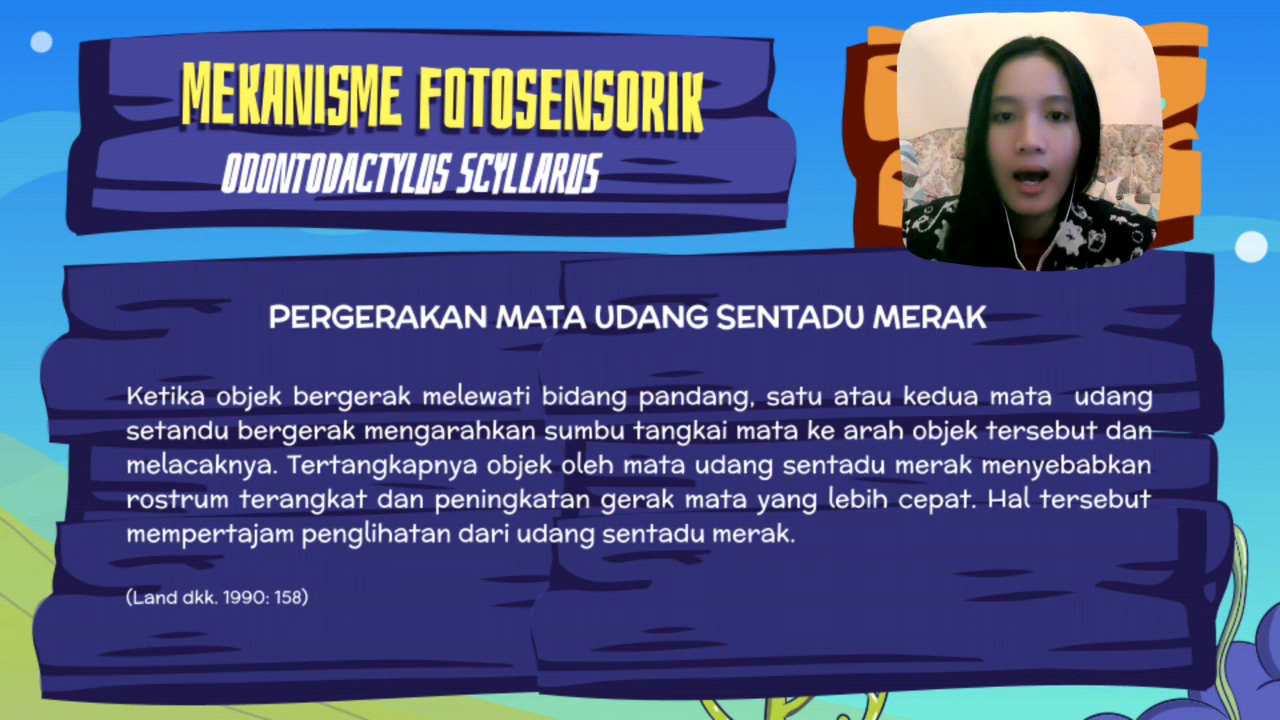 MEKANISME FOTOSENSORIK
ODONTODACTYLUS SCYLLARUS
PERGERAKAN MATA UDANG SENTADU MERAK
Ketika objek bergerak melewati bidang pandang, satu atau kedua mata udang
setandu bergerak mengarahkan sumbu tangkai mata ke arah objek tersebut dan
melacaknya. Tertangkapnya objek oleh mata udang sentadu merak menyebabkan
rostrum terangkat dan peningkatan gerak mata yang lebih cepat. Hal tersebut
mempertajam penglihatan dari udang sentadu merak.
(Land dkk. 1990: 158)